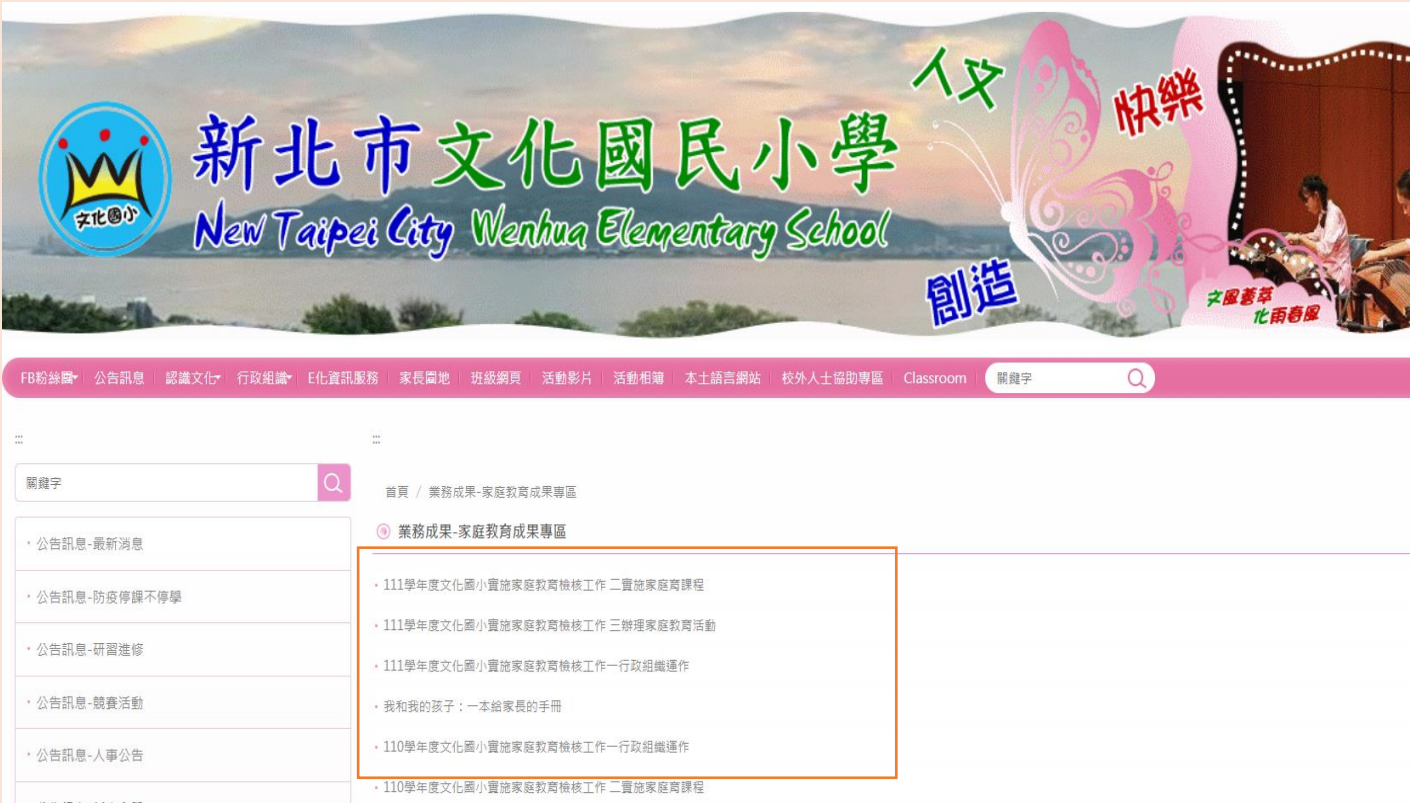 人文
快樂
新北市文化國民小學
文化國小
New Taipei City Wenhua Elementary School
創造
文風薈萃
化雨春風
FB粉絲團 公告訊息 認識文化 行政組織 E化資訊服務 家長園地 班級網頁 活動影片 活動相簿 本土語言網站 校外人士協助專區 Classroom 關鍵字
:::
:::
關鍵字
首頁 / 業務成果-家庭教育成果專區
業務成果-家庭教育成果專區
・公告訊息-最新消息
・公告訊息-防疫停課不停學
・公告訊息-研習進修
・公告訊息-競賽活動
・公告訊息-人事公告
・111學年度文化國小實施家庭教育檢核工作 二實施家庭育課程
・111學年度文化國小實施家庭教育檢核工作 三辦理家庭教育活動
・111學年度文化國小實施家庭教育檢核工作一行政組織運作
・我和我的孩子：一本給家長的手冊
・110學年度文化國小實施家庭教育檢核工作一行政組織運作
・110學年度文化國小實施家庭教育檢核工作 二實施家庭育課程